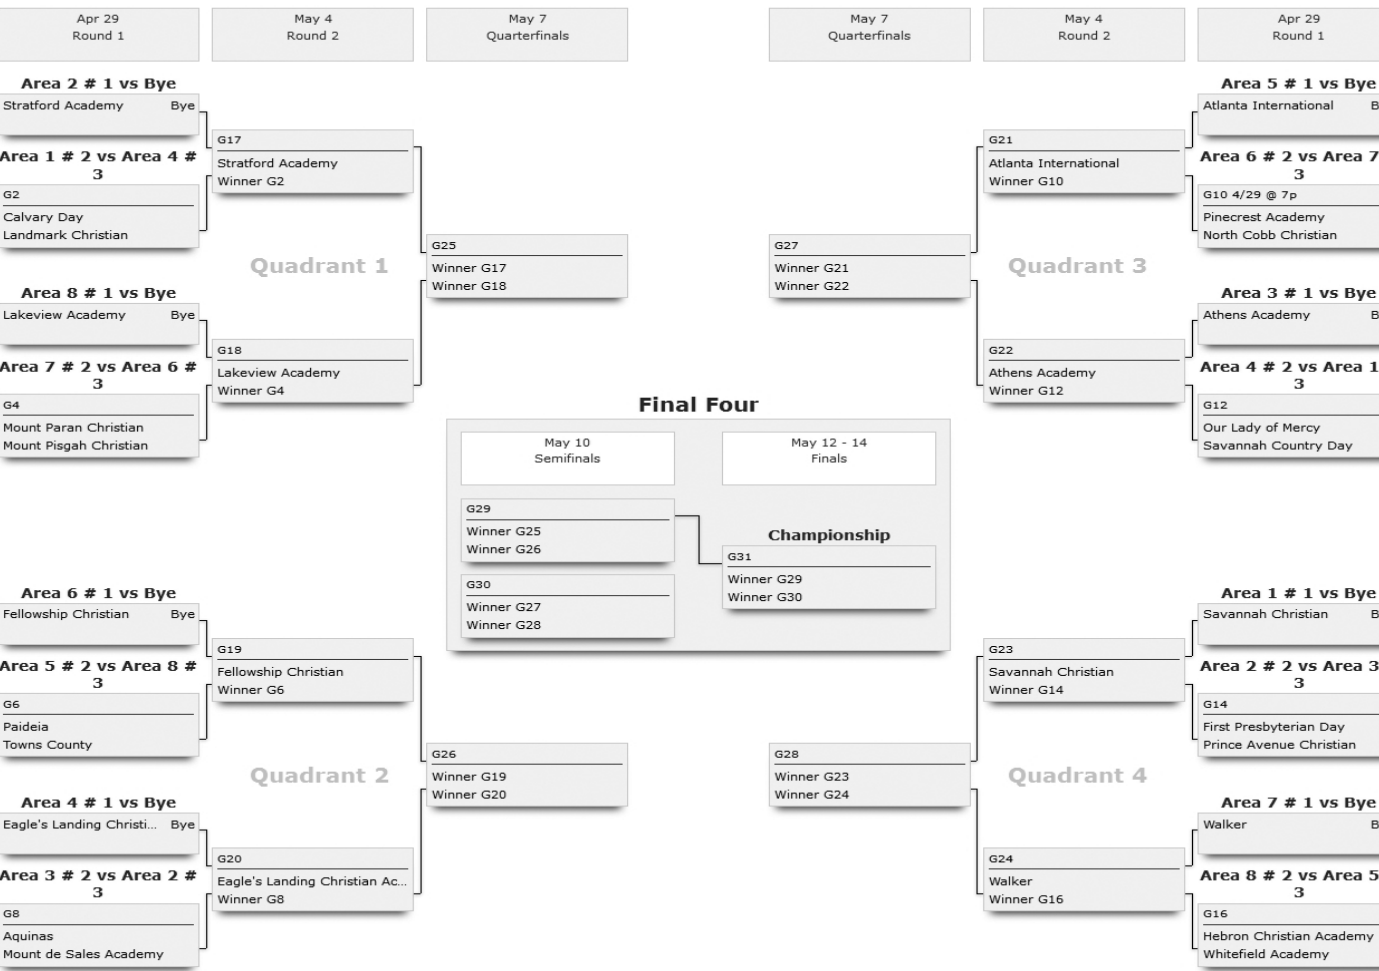 Apr 29
Round 1
May 4
Round 2
May 7
Quarterfinals
May 7
Quarterfinals
May 4
Round 2
Apr 29
Round 1
Area 2 # 1 vs Bye
Stratford Academy Bye
Area 1 # 2 vs Area 4 #
3
G2
Calvary Day
Landmark Christian
G17
Stratford Academy
Winner G2
Quadrant 1
Area 8 # 1 vs Bye
Lakeview Academy Bye
Area 7 # 2 vs Area 6 #
3
G4
Mount Paran Christian
Mount Pisgah Christian
G18
Lakeview Academy
Winner G4
G25
Winner G17
Winner G18
G27
Winner G21
Winner G22
G21
Atlanta International
Winner G10
Quadrant 3
G22
Athens Academy
Winner G12
Area 5 # 1 vs Bye
Atlanta International B
Area 6 # 2 vs Area 7
3
G10 4/29 @ 7p
Pinecrest Academy
North Cobb Christian
Area 3 # 1 vs Bye
Athens Academy B
Area 4 # 2 vs Area 1
3
G12
Our Lady of Mercy
Savannah Country Day
Final Four
May 10
Semifinals
May 12 - 14
Finals
G29
Winner G25
Winner G26
G30
Winner G27
Winner G28
Championship
G31
Winner G29
Winner G30
Area 6 # 1 vs Bye
Fellowship Christian Bye
Area 5 # 2 vs Area 8 #
3
G6
Paideia
Towns County
G19
Fellowship Christian
Winner G6
Quadrant 2
Area 4 # 1 vs Bye
Eagle's Landing Christi... Bye
Area 3 # 2 vs Area 2 #
3
G8
Aquinas
Mount de Sales Academy
G20
Eagle's Landing Christian Ac...
Winner G8
G26
Winner G19
Winner G20
G28
Winner G23
Winner G24
G23
Savannah Christian
Winner G14
Quadrant 4
G24
Walker
Winner G16
Area 1 # 1 vs Bye
Savannah Christian B
Area 2 # 2 vs Area 3
3
G14
First Presbyterian Day
Prince Avenue Christian
Area 7 # 1 vs Bye
Walker B
Area 8 # 2 vs Area 5
3
G16
Hebron Christian Academy
Whitefield Academy